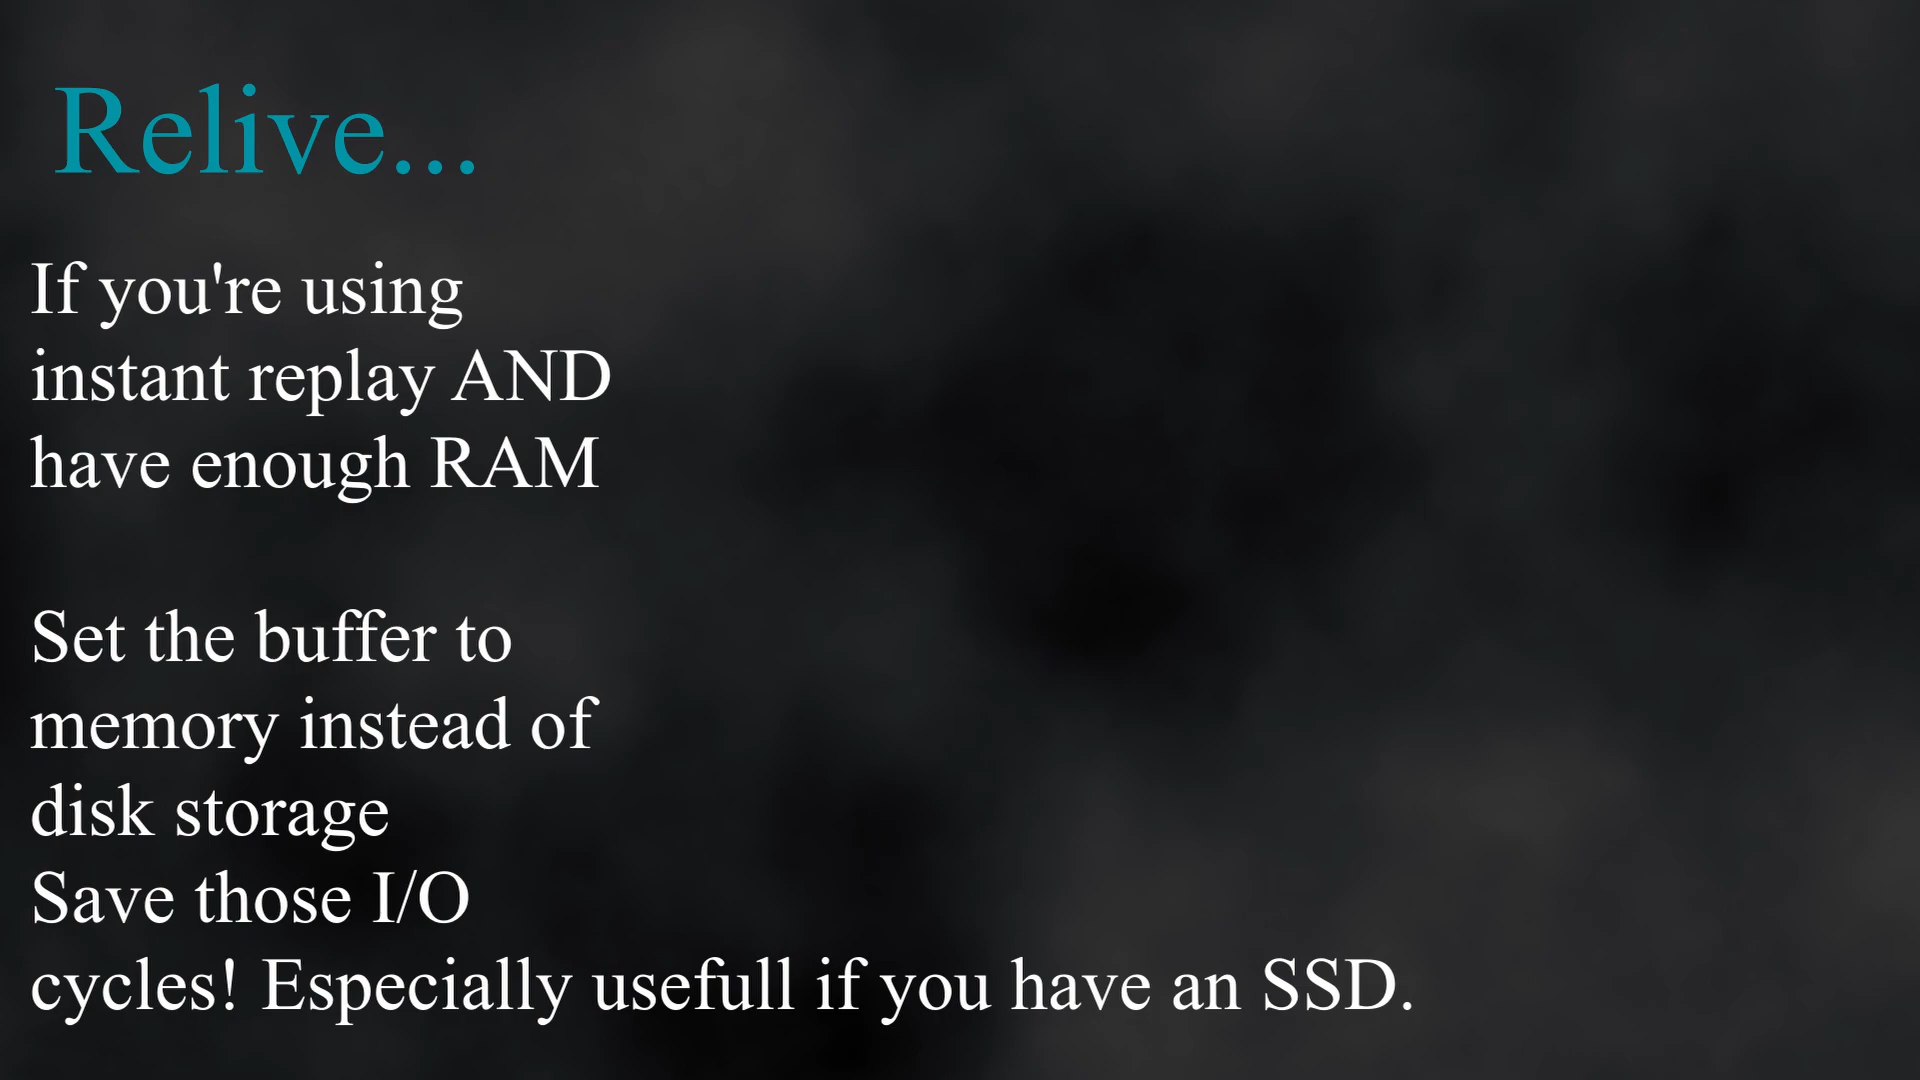 Relive...
If you're using
instant replay AND
have enough RAM
Set the buffer to
memory instead of
disk storage
Save those I/O
cycles! Especially usefull if you have an SSD.